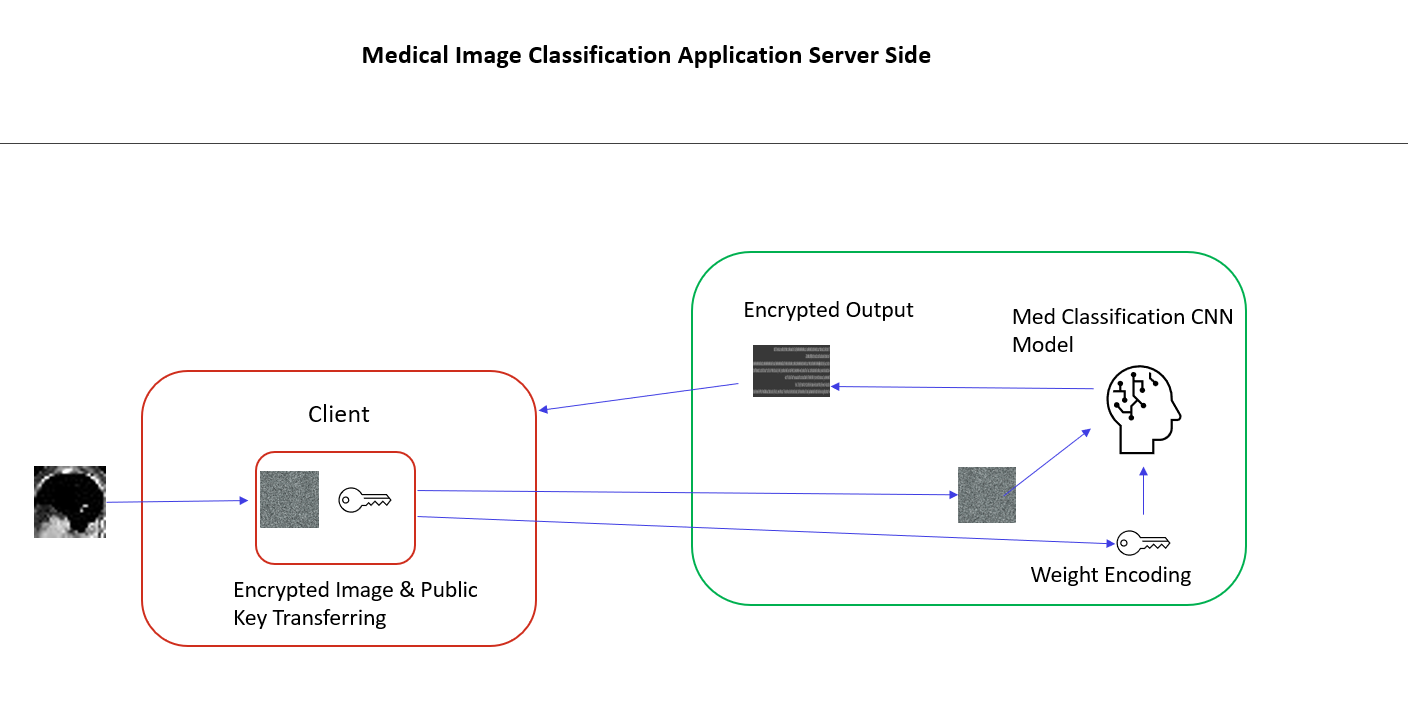 Medical Image Classification Application Server Side
Encrypted Output
Med Classification CNN
Model
Client
Encrypted Image & Public
Key Transferring
Weight Encoding